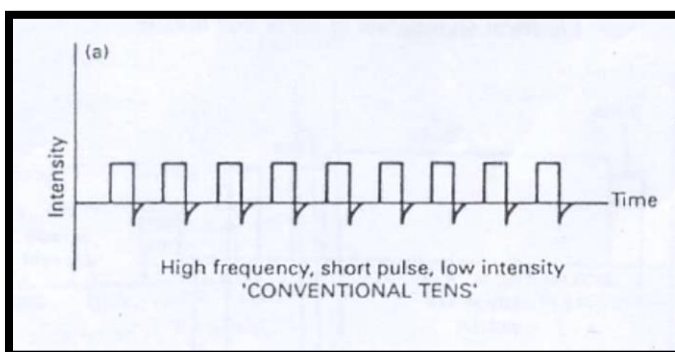 (a)
Intensity
Time
High frequency, short pulse, low intensity
'CONVENTIONAL TENS'